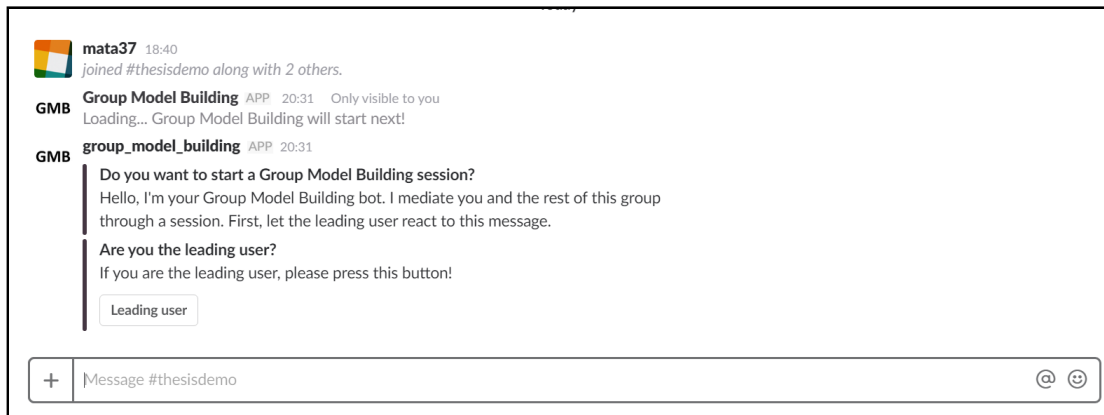 mata37 18:40
joined #thesisdemo along with 2 others.
GMB
Group Model Building APP 20:31 Only visible to you
Loading... Group Model Building will start next!
GMB
group_model_building APP 20:31
Do you want to start a Group Model Building session?
Hello, I'm your Group Model Building bot. I mediate you and the rest of this group
through a session. First, let the leading user react to this message.
Are you the leading user?
If you are the leading user, please press this button!
Leading user
+ Message #thesisdemo @